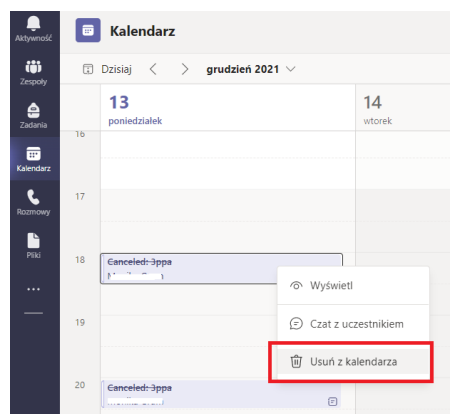 Aktywność
Zespoły
Zadania
Kalendarz
Rozmowy
Pliki
Kalendarz
Dzisiaj
grudzień 2021
13
poniedziałek
14
wtorek
16
17
18
Canceled: 3ppa
Wyświetl
Czat z uczestnikiem
19
Usuń z kalendarza
20
Canceled: 3ppa